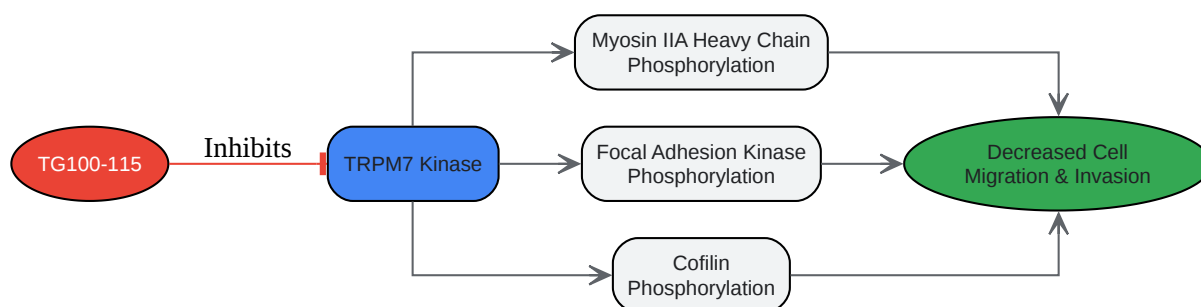 Myosin IIA Heavy Chain
Phosphorylation
Inhibits
TG100-115
TRPM7 Kinase
Focal Adhesion Kinase
Phosphorylation
Decreased Cell
Migration & Invasion
Cofilin
Phosphorylation